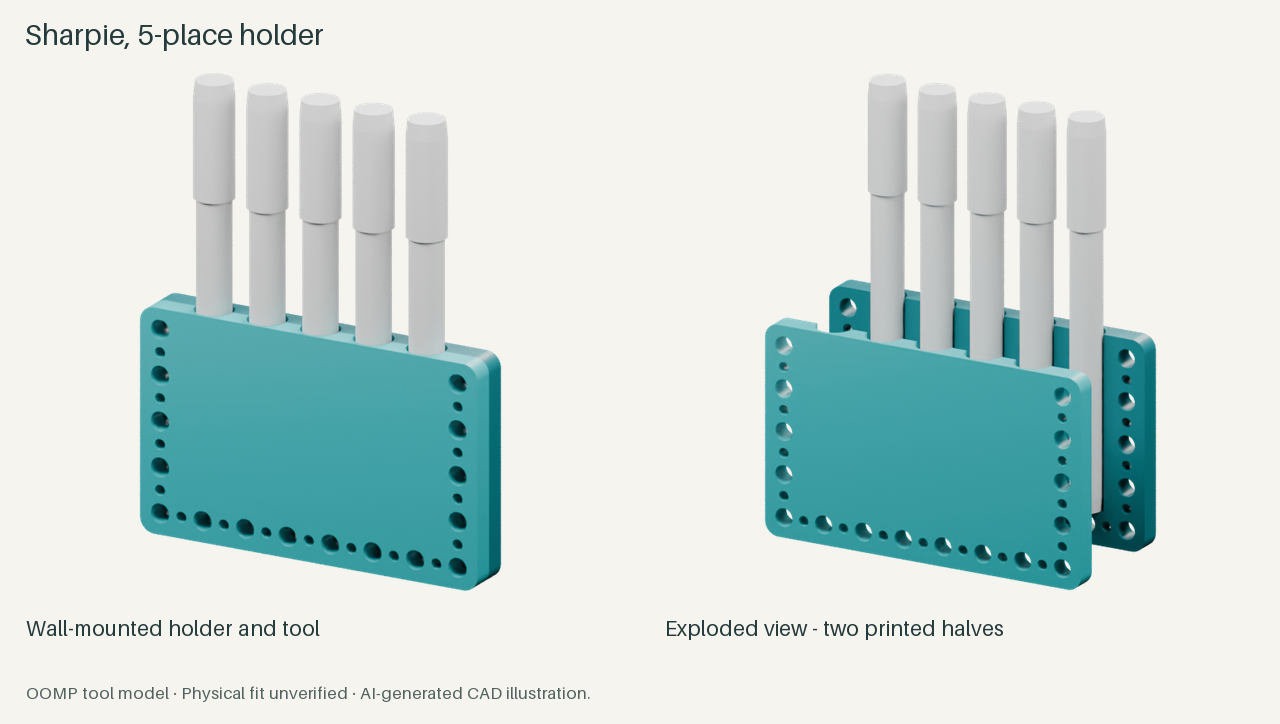 Sharpie, 5-place holder
Wall-mounted holder and tool
Exploded view - two printed halves
OOMP tool model · Physical fit unverified · AI-generated CAD illustration.